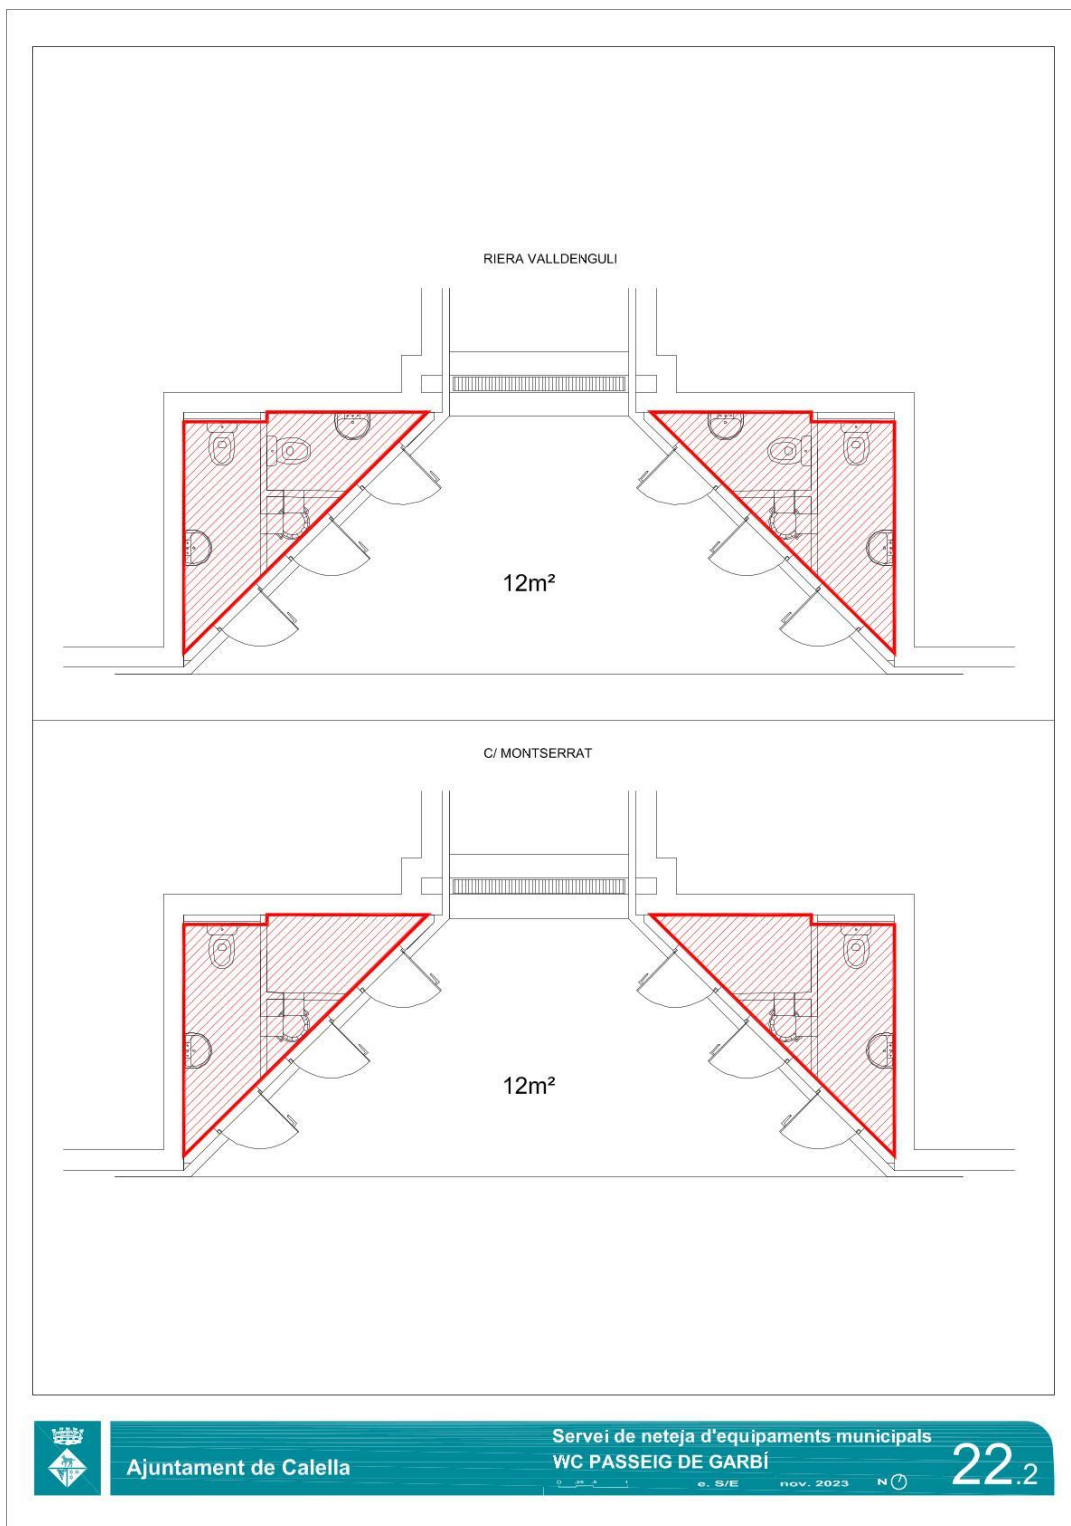 RIERA VALLDENGULI
12m²
C/ MONTSERRAT
12m²
Ajuntament de Calella
Servei de neteja d'equipaments municipals
WC PASSEIG DE GARBÍ
e. S/E nov. 2023 N
22.2